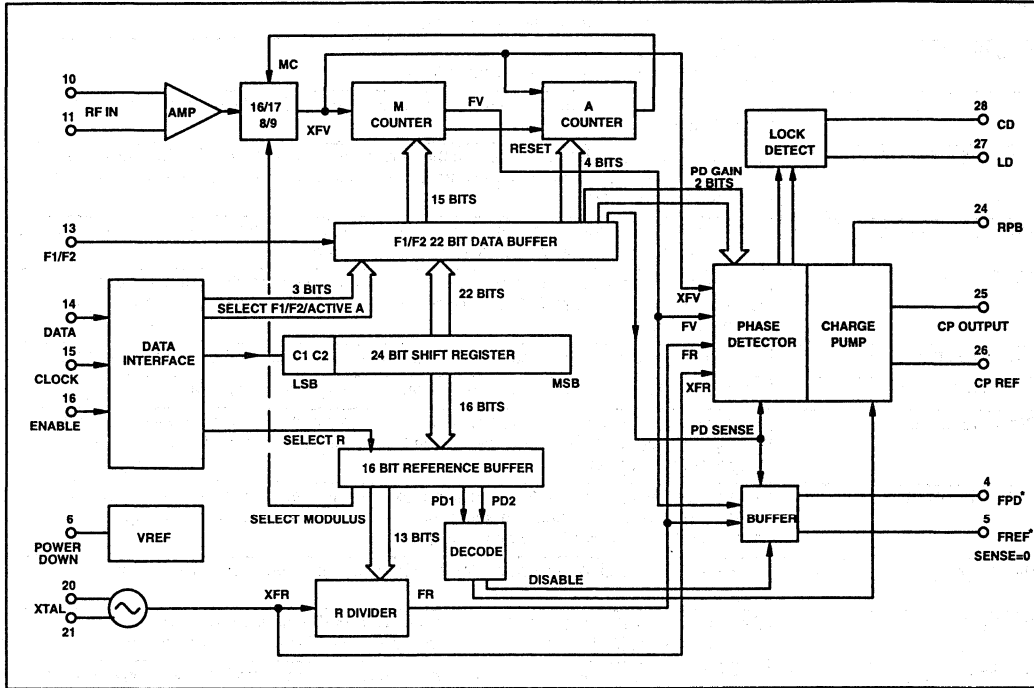 MC
10
RF IN
11
AMP
16/17
8/9
XFV
M
COUNTER
FV
RESET
A
COUNTER
4 BITS
15 BITS
PD GAIN
2 BITS
LOCK
DETECT
28
CD
27
LD
24
RPB
13
F1/F2
F1/F2 22 BIT DATA BUFFER
3 BITS
SELECT F1/F2/ACTIVE A
22 BITS
14
DATA
15
CLOCK
16
ENABLE
DATA
INTERFACE
C1 C2
24 BIT SHIFT REGISTER
LSB
MSB
16 BITS
XFV
FV
FR
XFR
PHASE
DETECTOR
CHARGE
PUMP
25
CP OUTPUT
26
CP REF
SELECT R
PD SENSE
16 BIT REFERENCE BUFFER
SELECT MODULUS
PD1
PD2
13 BITS
DECODE
DISABLE
BUFFER
4
FPD*
5
FREF*
SENSE=0
6
POWER
DOWN
VREF
20
XTAL
21
XFR
R DIVIDER
FR